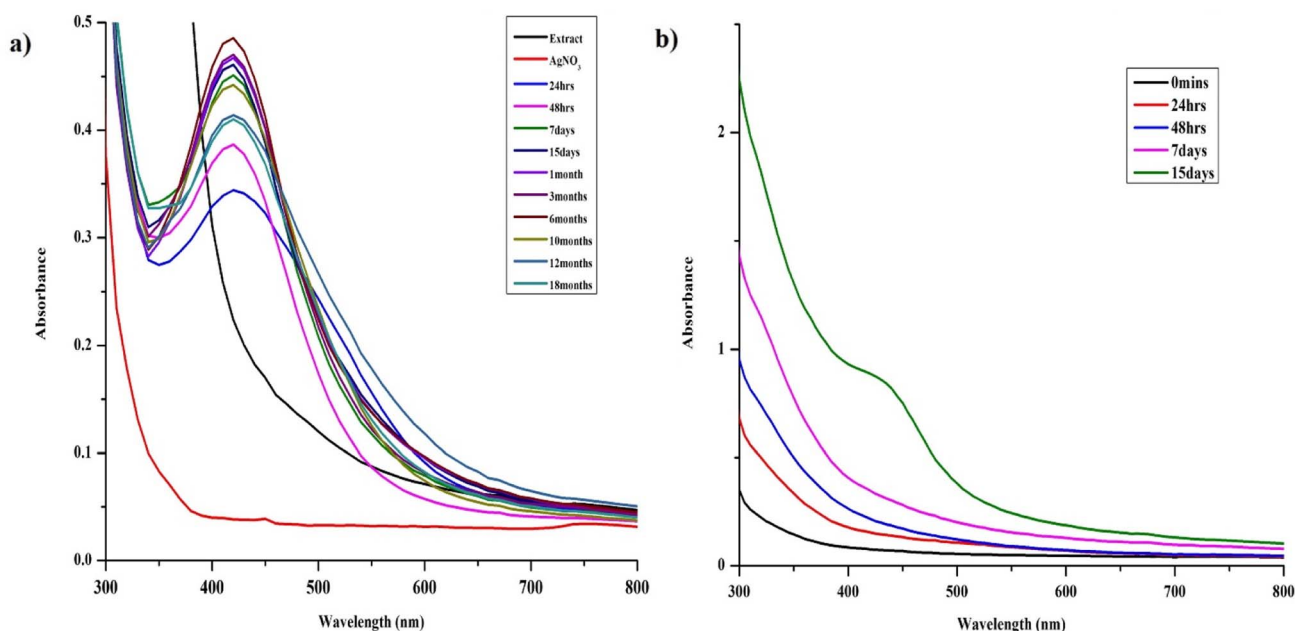 a)
0.5
0.4
0.3
0.2
0.1
0.0
Absorbance
300
400
500
600
700
800
Wavelength (nm)
Extract
AgNO3
24hrs
48hrs
7days
15days
1month
3months
6months
10months
12months
18months
b)
2
1
0
Absorbance
300
400
500
600
700
800
Wavelength (nm)
0mins
24hrs
48hrs
7days
15days